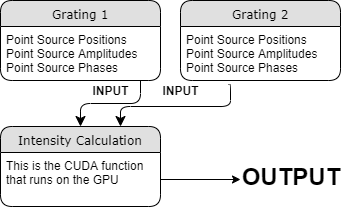 Grating 1
Point Source Positions
Point Source Amplitudes
Point Source Phases
Grating 2
Point Source Positions
Point Source Amplitudes
Point Source Phases
INPUT
INPUT
Intensity Calculation
This is the CUDA function
that runs on the GPU
OUTPUT